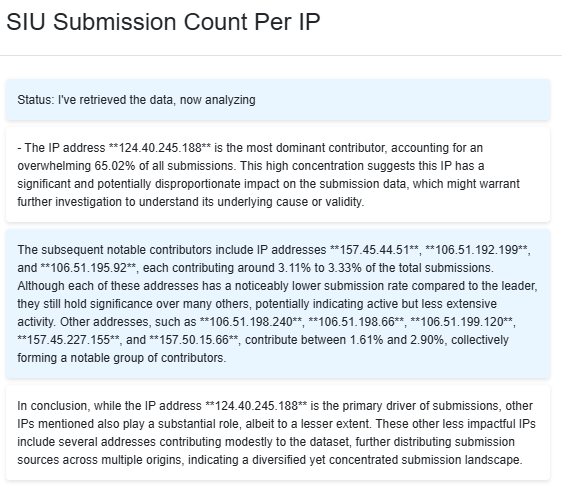 SIU Submission Count Per IP
Status: I've retrieved the data, now analyzing
- The IP address **124.40.245.188** is the most dominant contributor, accounting for an
overwhelming 65.02% of all submissions. This high concentration suggests this IP has a
significant and potentially disproportionate impact on the submission data, which might warrant
further investigation to understand its underlying cause or validity.
The subsequent notable contributors include IP addresses **157.45.44.51**, **106.51.192.199**,
and **106.51.195.92**, each contributing around 3.11% to 3.33% of the total submissions.
Although each of these addresses has a noticeably lower submission rate compared to the leader,
they still hold significance over many others, potentially indicating active but less extensive
activity. Other addresses, such as **106.51.198.240**, **106.51.198.66**, **106.51.199.120**,
**157.45.227.155**, and **157.50.15.66**, contribute between 1.61% and 2.90%, collectively
forming a notable group of contributors.
In conclusion, while the IP address **124.40.245.188** is the primary driver of submissions, other
IPs mentioned also play a substantial role, albeit to a lesser extent. These other less impactful IPs
include several addresses contributing modestly to the dataset, further distributing submission
sources across multiple origins, indicating a diversified yet concentrated submission landscape.